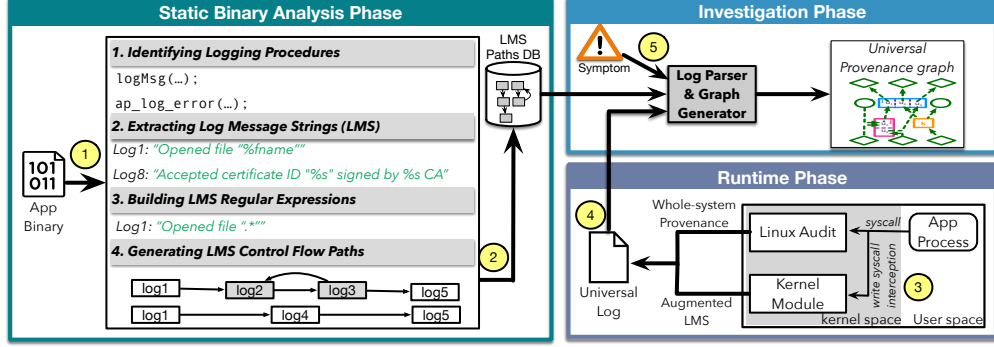 Static Binary Analysis Phase
1. Identifying Logging Procedures
logMsg(…);
ap_log_error(…);
2. Extracting Log Message Strings (LMS)
Log1: “Opened file "%fname"”
Log8: “Accepted certificate ID "%s" signed by %s CA”
3. Building LMS Regular Expressions
Log1: “Opened file ".*"”
4. Generating LMS Control Flow Paths
log1
log2
log3
log5
log1
log4
log5
101
011
App
Binary
1
2
LMS
Paths DB
Investigation Phase
Symptom
5
Log Parser
& Graph
Generator
Universal
Provenance graph
Runtime Phase
4
Universal
Log
Whole-system
Provenance
Augmented
LMS
Linux Audit
Kernel
Module
syscall
write syscall
interception
App
Process
3
kernel space
User space